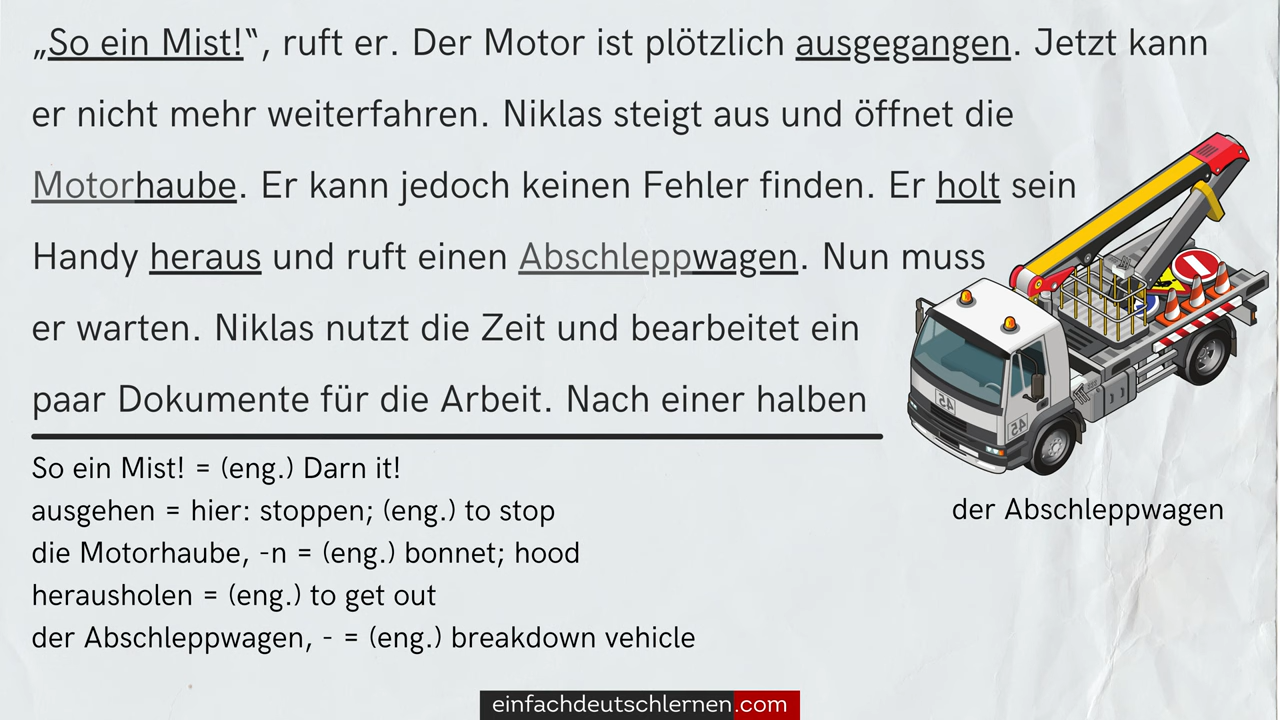 „So ein Mist!“, ruft er. Der Motor ist plötzlich ausgegangen. Jetzt kann
er nicht mehr weiterfahren. Niklas steigt aus und öffnet die
Motorhaube. Er kann jedoch keinen Fehler finden. Er holt sein
Handy heraus und ruft einen Abschleppwagen. Nun muss
er warten. Niklas nutzt die Zeit und bearbeitet ein
paar Dokumente für die Arbeit. Nach einer halben
So ein Mist! = (eng.) Darn it!
ausgehen = hier: stoppen; (eng.) to stop
die Motorhaube, -n = (eng.) bonnet; hood
herausholen = (eng.) to get out
der Abschleppwagen, - = (eng.) breakdown vehicle
45
45
der Abschleppwagen
einfachdeutschlernen.com